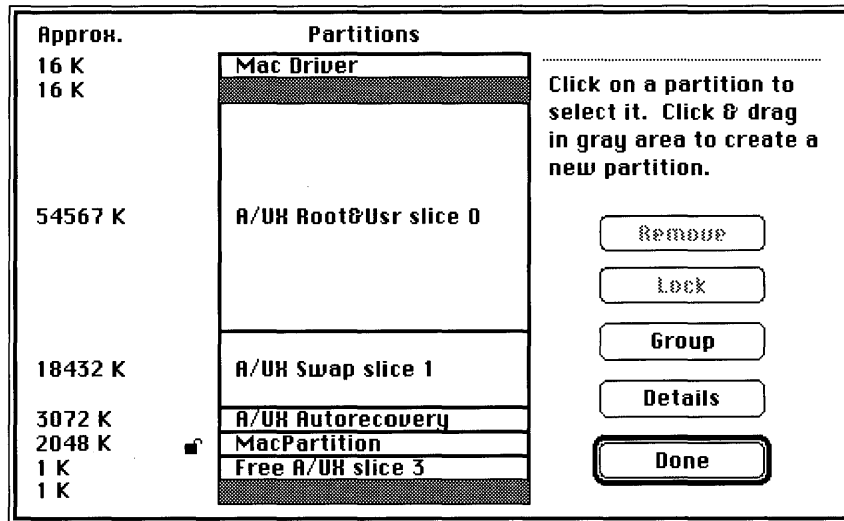 Approx. Partitions
16 K Mac Driver
16 K
54567 K A/UX Root&Usr slice 0
18432 K A/UX Swap slice 1
3072 K A/UX Autorecovery
2048 K MacPartition
1 K Free A/UX slice 3
1 K
Click on a partition to
select it. Click & drag
in gray area to create a
new partition.
Remove
Lock
Group
Details
Done